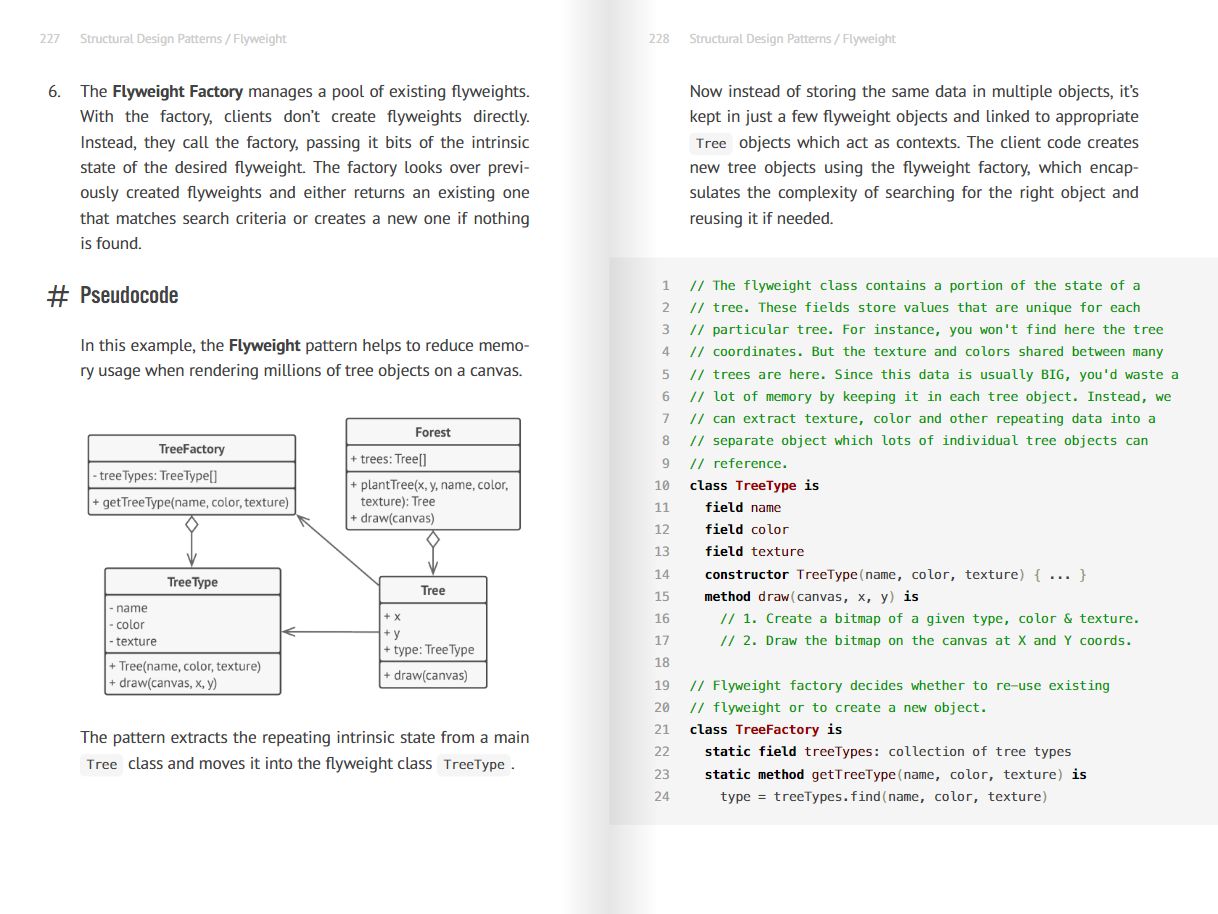 227 Structural Design Patterns / Flyweight
6. The Flyweight Factory manages a pool of existing flyweights.
With the factory, clients don’t create flyweights directly.
Instead, they call the factory, passing it bits of the intrinsic
state of the desired flyweight. The factory looks over previ-
ously created flyweights and either returns an existing one
that matches search criteria or creates a new one if nothing
is found.
# Pseudocode
In this example, the Flyweight pattern helps to reduce memo-
ry usage when rendering millions of tree objects on a canvas.
TreeFactory
- treeTypes: TreeType[]
+ getTreeType(name, color, texture)
Forest
+ trees: Tree[]
+ plantTree(x, y, name, color,
texture): Tree
+ draw(canvas)
TreeType
- name
- color
- texture
+ Tree(name, color, texture)
+ draw(canvas, x, y)
Tree
+ x
+ y
+ type: TreeType
+ draw(canvas)
The pattern extracts the repeating intrinsic state from a main
Tree class and moves it into the flyweight class TreeType .
228 Structural Design Patterns / Flyweight
Now instead of storing the same data in multiple objects, it’s
kept in just a few flyweight objects and linked to appropriate
Tree objects which act as contexts. The client code creates
new tree objects using the flyweight factory, which encap-
sulates the complexity of searching for the right object and
reusing it if needed.
1 // The flyweight class contains a portion of the state of a
2 // tree. These fields store values that are unique for each
3 // particular tree. For instance, you won't find here the tree
4 // coordinates. But the texture and colors shared between many
5 // trees are here. Since this data is usually BIG, you'd waste a
6 // lot of memory by keeping it in each tree object. Instead, we
7 // can extract texture, color and other repeating data into a
8 // separate object which lots of individual tree objects can
9 // reference.
10 class TreeType is
11 field name
12 field color
13 field texture
14 constructor TreeType(name, color, texture) { ... }
15 method draw(canvas, x, y) is
16 // 1. Create a bitmap of a given type, color & texture.
17 // 2. Draw the bitmap on the canvas at X and Y coords.
18
19 // Flyweight factory decides whether to re-use existing
20 // flyweight or to create a new object.
21 class TreeFactory is
22 static field treeTypes: collection of tree types
23 static method getTreeType(name, color, texture) is
24 type = treeTypes.find(name, color, texture)